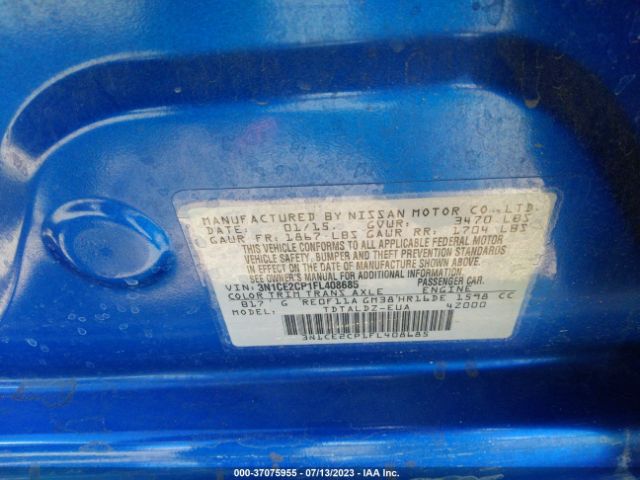 MANUFACTURED BY NISSAN MOTOR CO., LTD.
DATE: 01/15. GVWR: 3470 LBS
GAWR FR: 1867 LBS GAWR RR: 1704 LBS
THIS VEHICLE CONFORMS TO ALL APPLICABLE FEDERAL MOTOR
VEHICLE SAFETY, BUMPER AND THEFT PREVENTION STANDARDS
IN EFFECT ON THE DATE OF MANUFACTURE SHOWN ABOVE.
SEE OWNER'S MANUAL FOR ADDITIONAL INFORMATION.
VIN: 3N1CE2CP1FL408685 PASSENGER CAR.
COLOR TRIM TRANS AXLE ENGINE
B17 G RE0F11A GM38 HR16DE 1598 CC
MODEL: TDTALDZ-EUA 42000
3N1CE2CP1FL408685
000-37075955 - 07/13/2023 - IAA Inc.